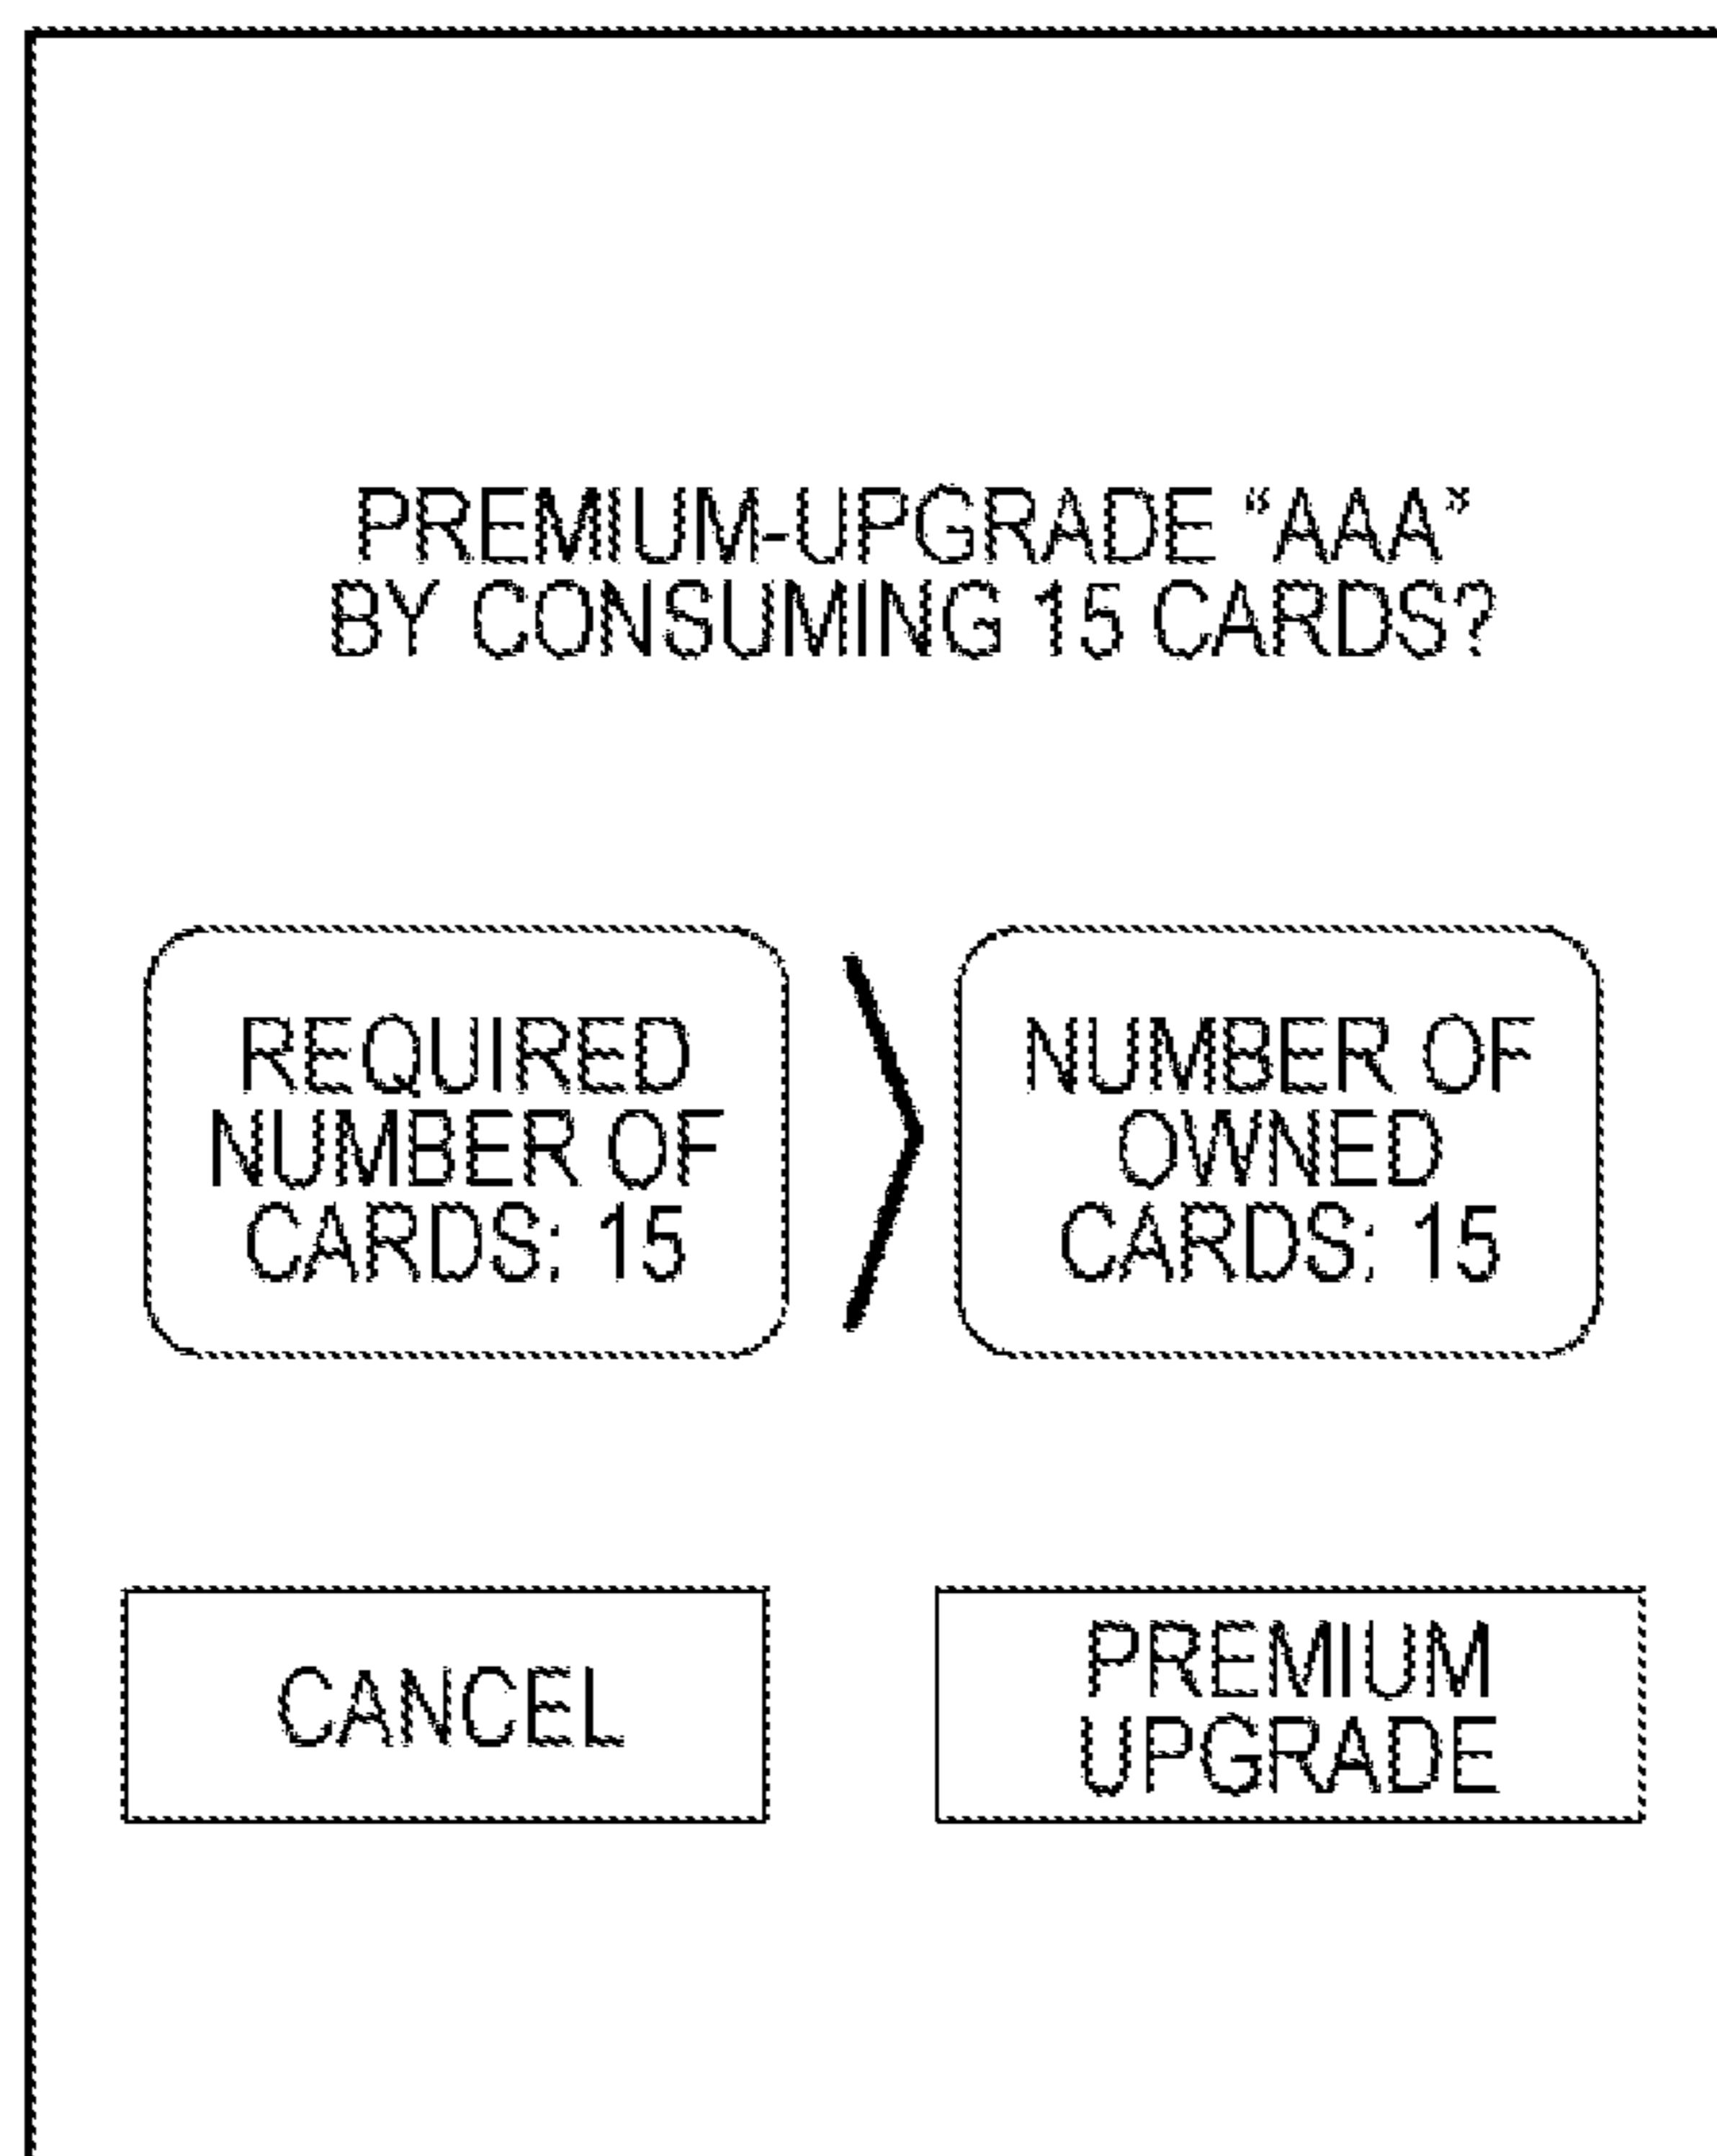 PREMIUM-UPGRADE “AAA”
BY CONSUMING 15 CARDS?
REQUIRED
NUMBER OF
CARDS: 15
NUMBER OF
OWNED
CARDS: 15
CANCEL
PREMIUM
UPGRADE